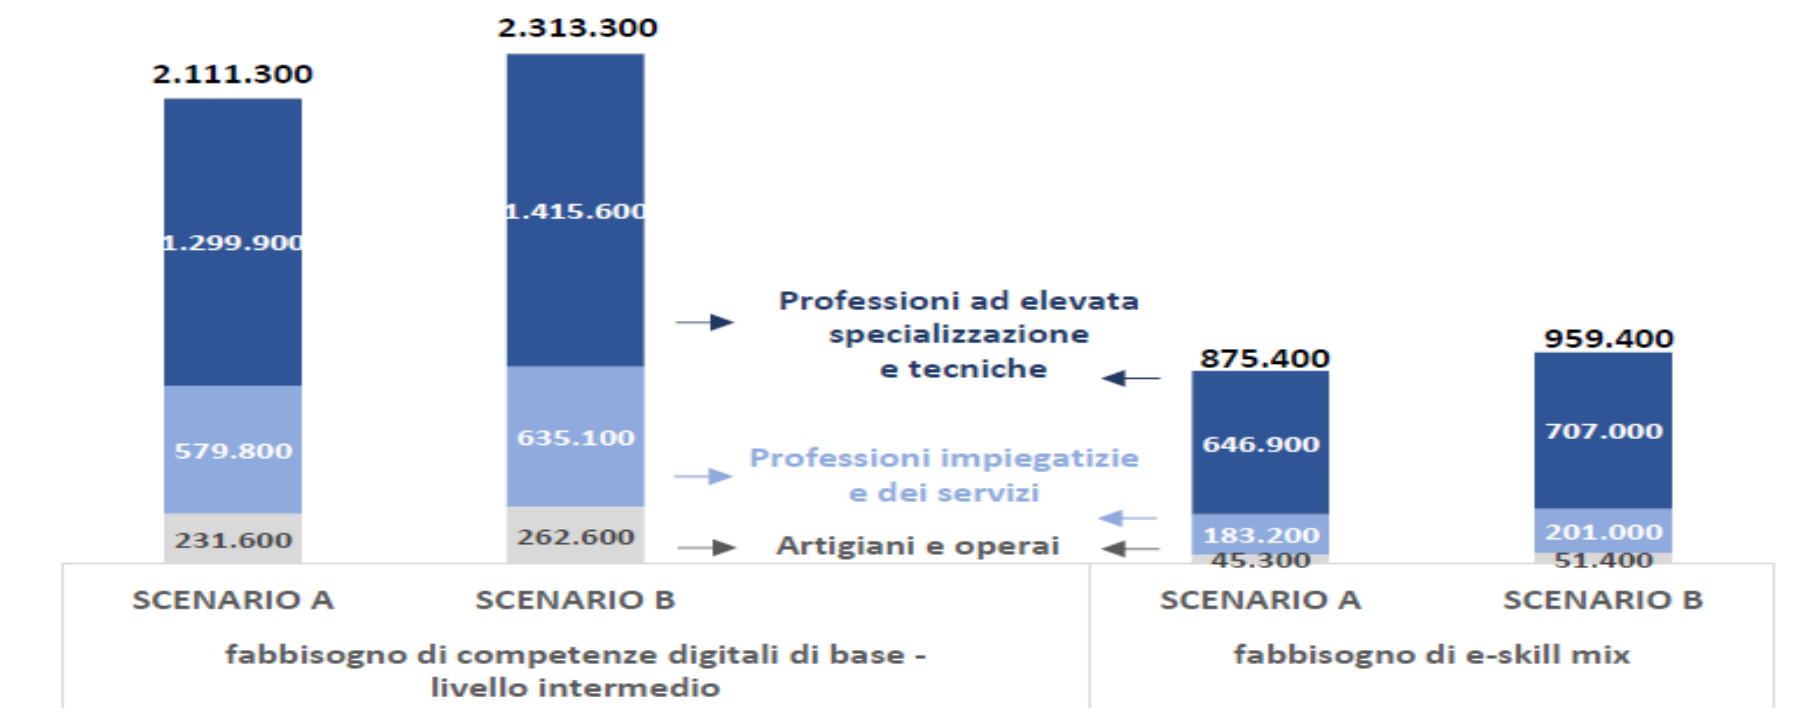 2.313.300
2.111.300
1.415.600
1.299.900
Professioni ad elevata
specializzazione
e tecniche
959.400
875.400
635.100
579.800
Professioni impiegatizie
e dei servizi
707.000
646.900
262.600
231.600
Artigiani e operai
201.000
183.200
51.400
45.300
SCENARIO A SCENARIO B SCENARIO A SCENARIO B
fabbisogno di competenze digitali di base -
livello intermedio
fabbisogno di e-skill mix